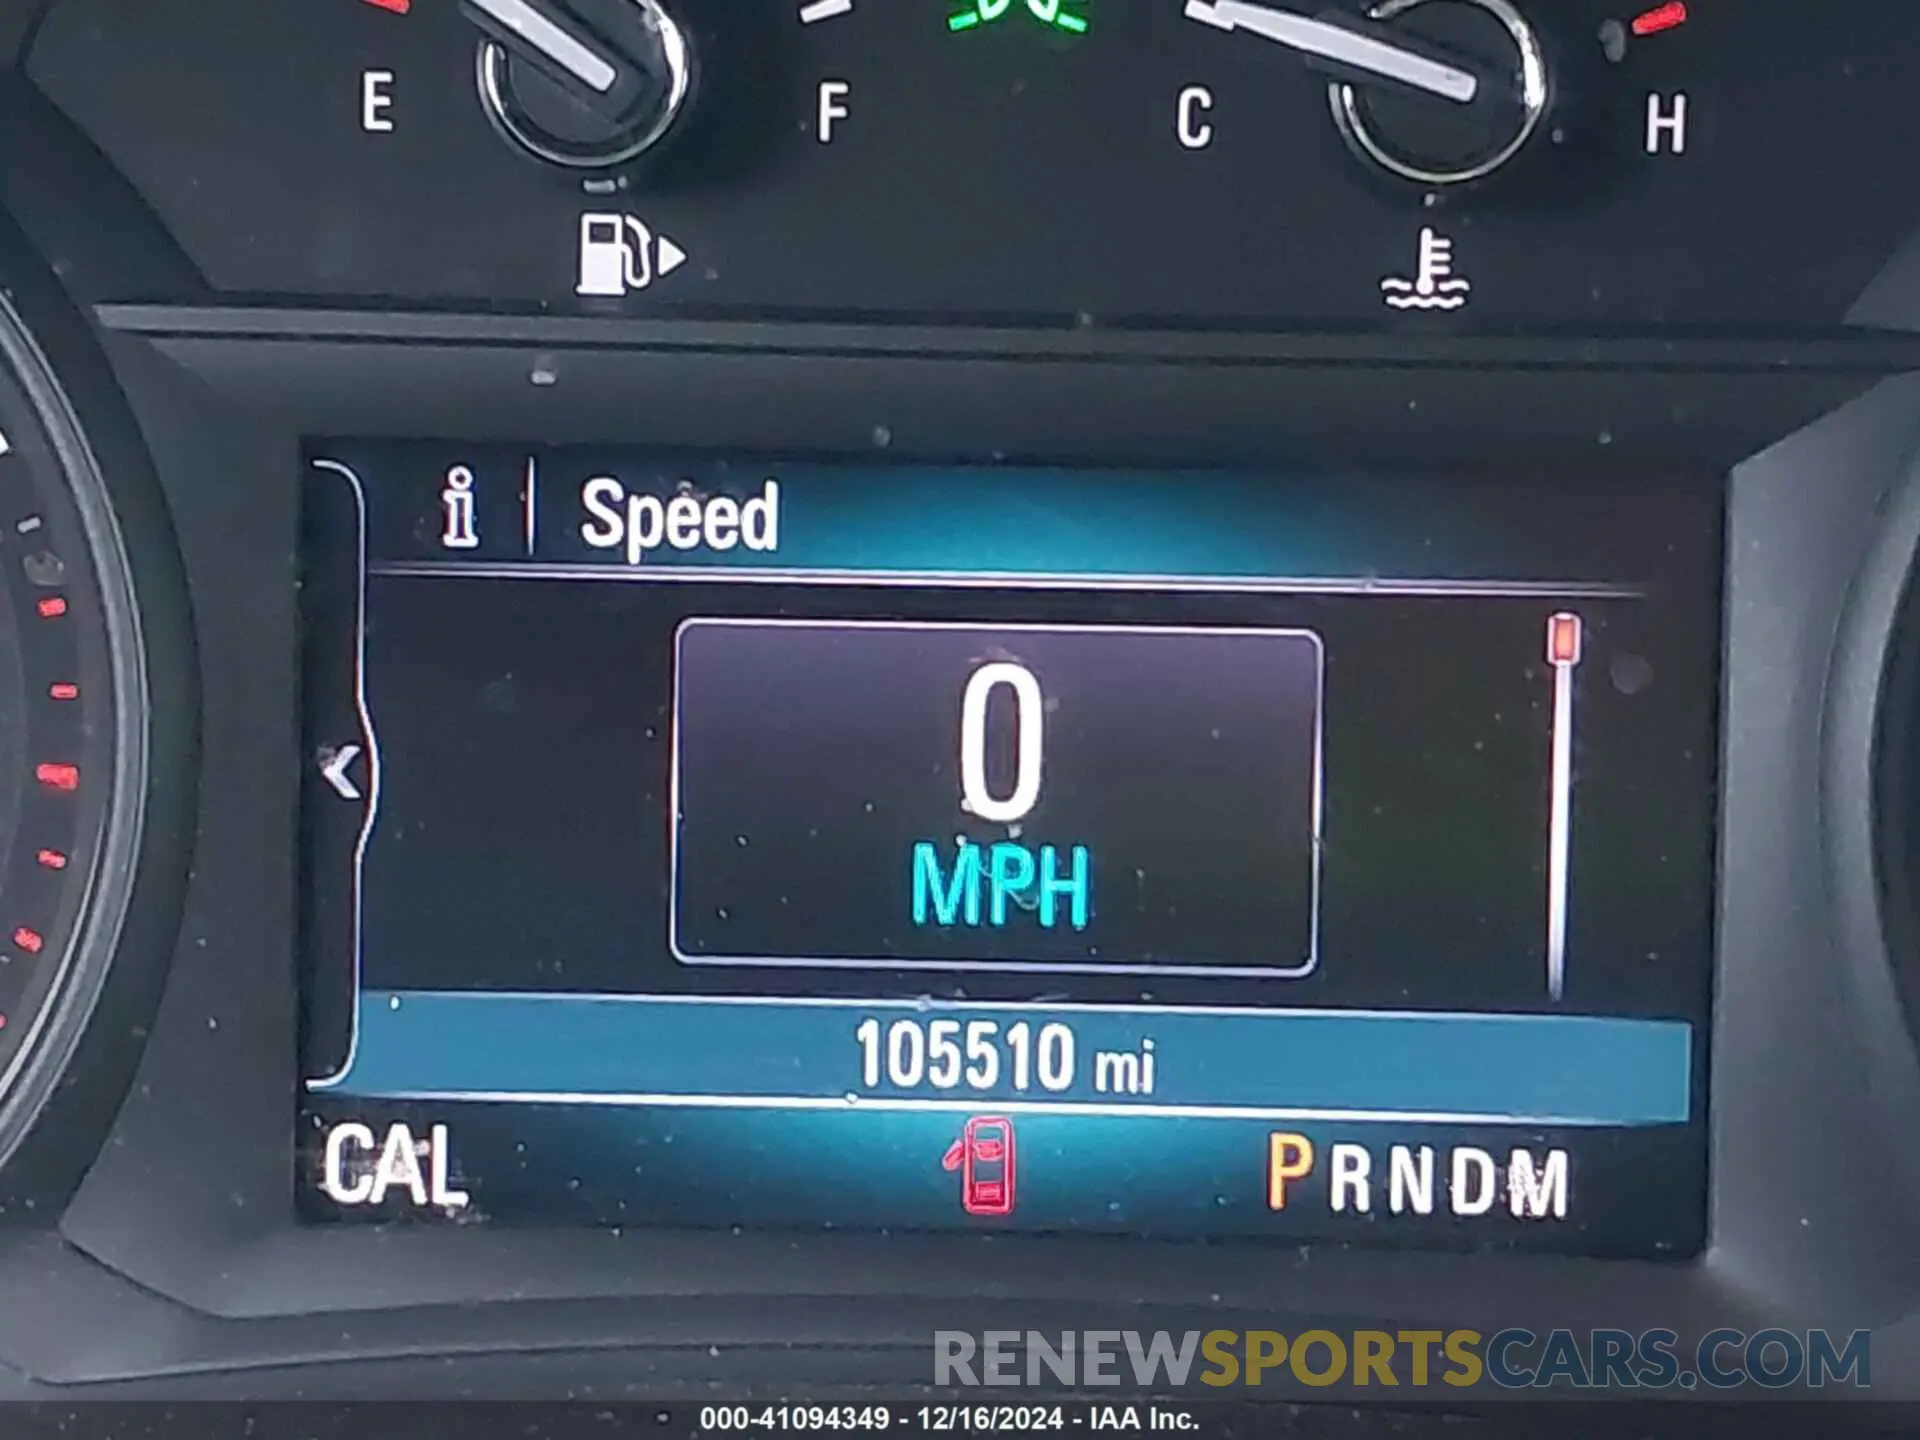 E F C H
Speed
0
MPH
105510 mi
CAL PRNDM
RENEWSPORTSCARS.COM
000-41094349 - 12/16/2024 - IAA Inc.